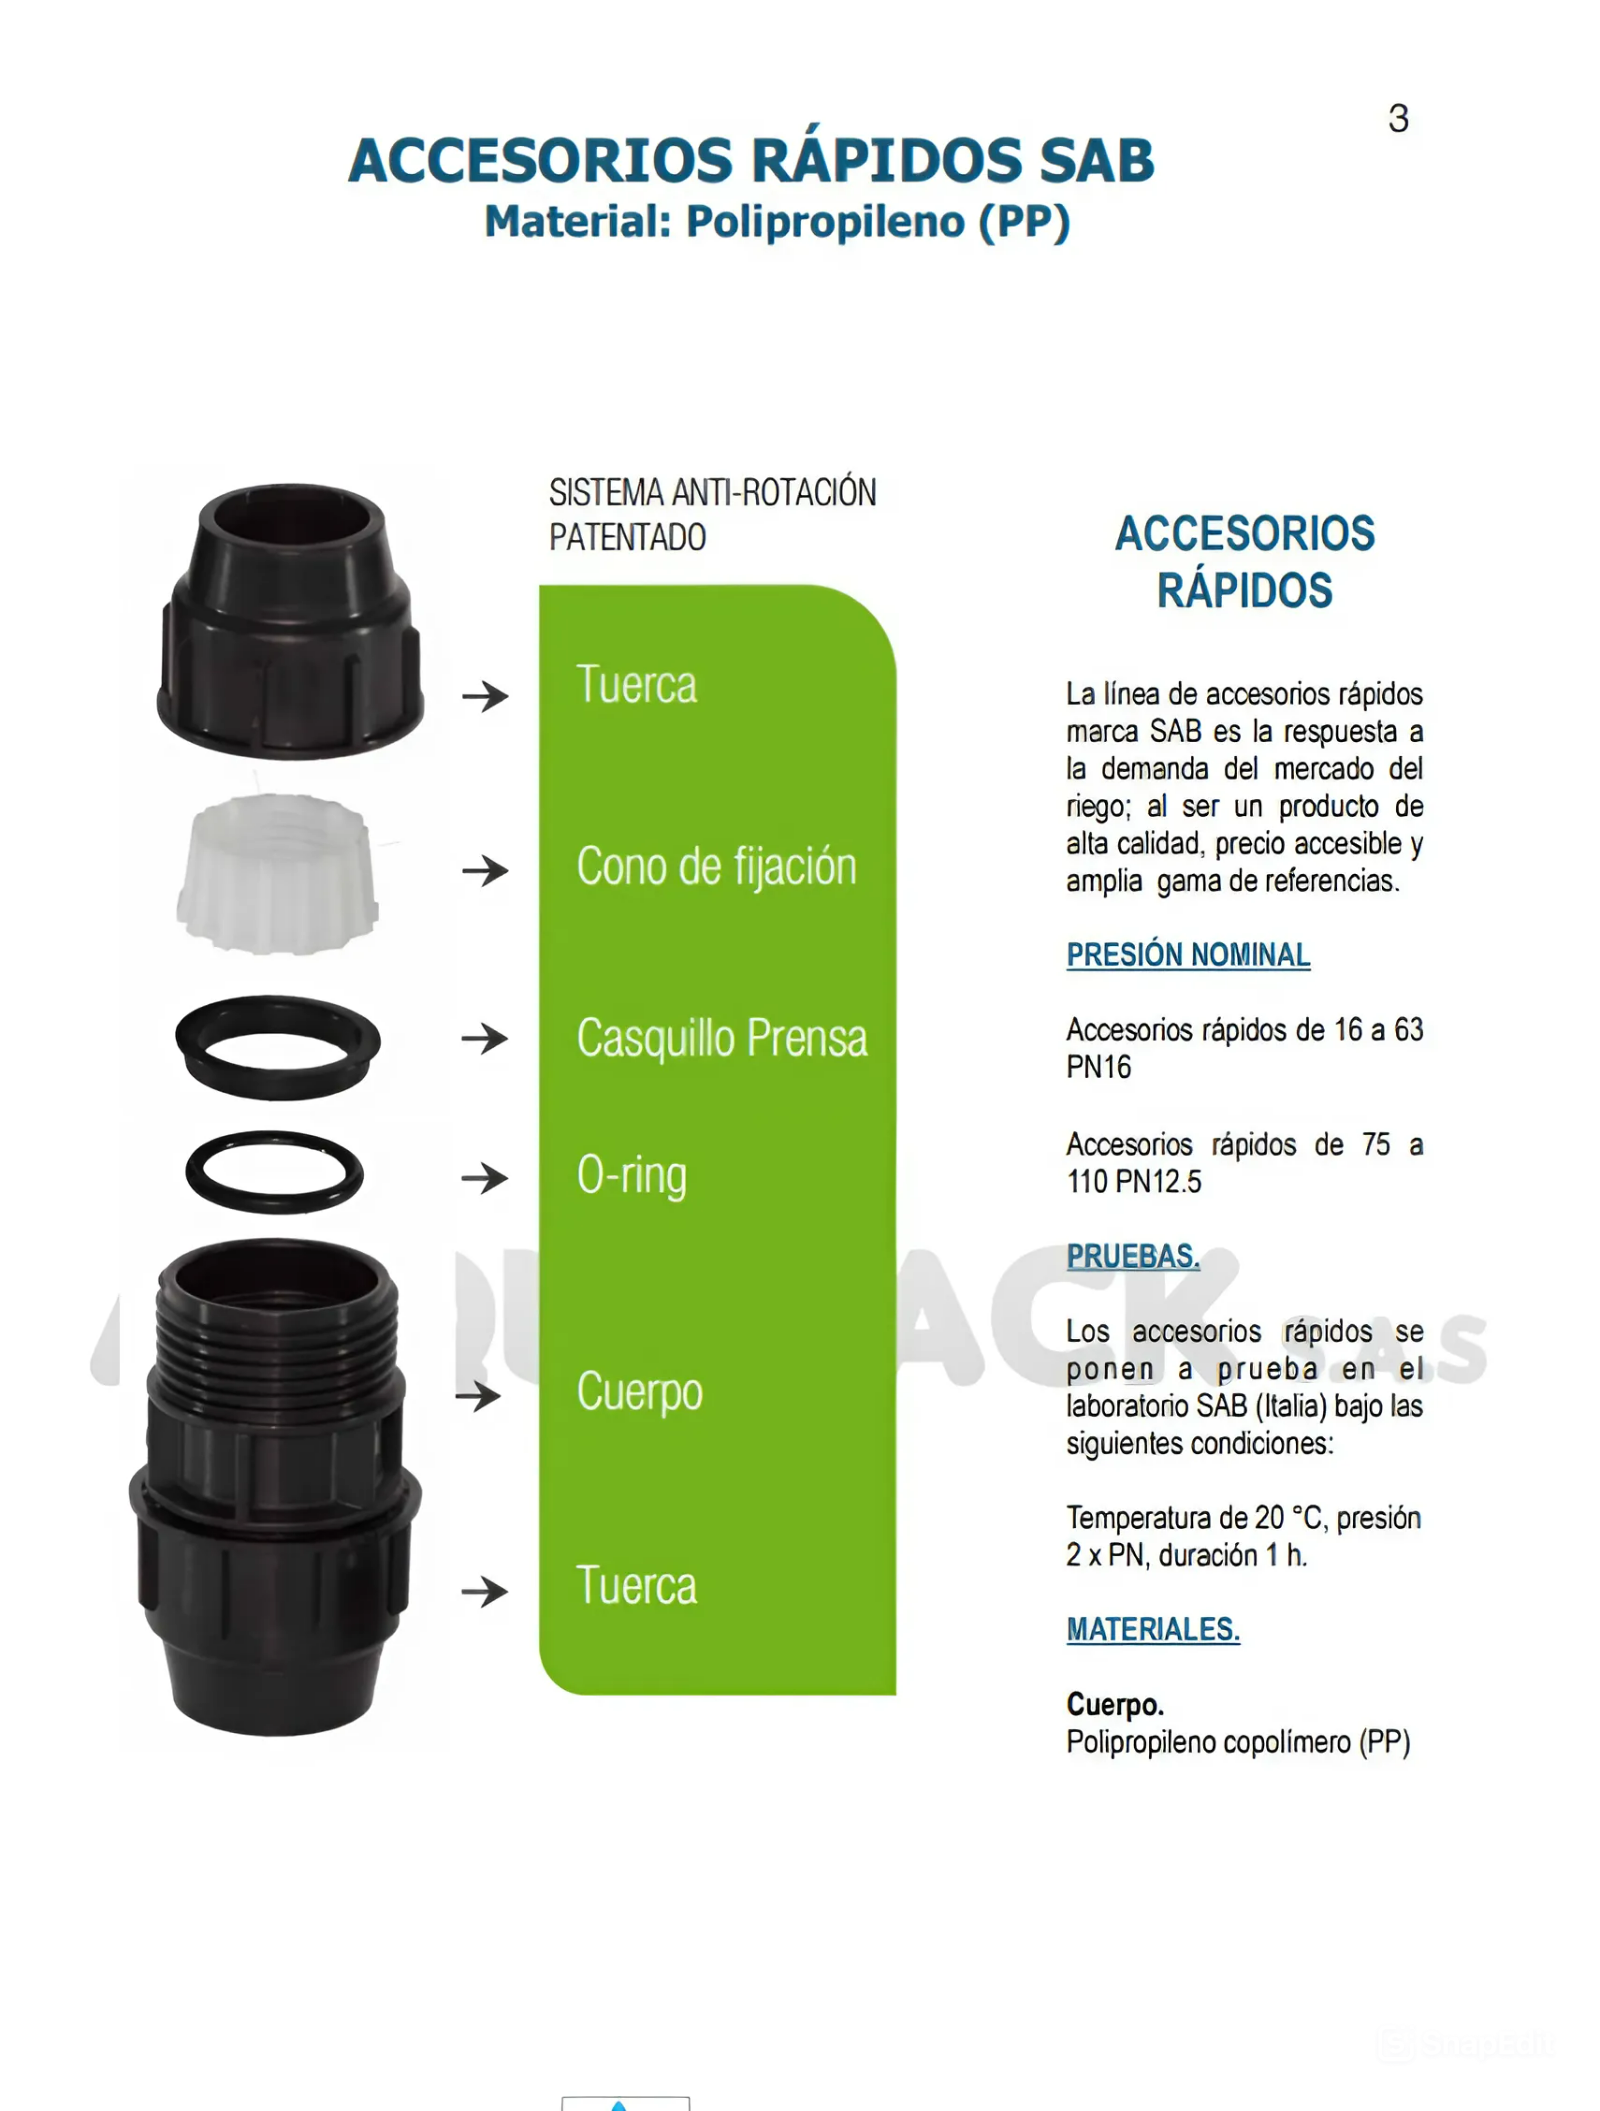 3
ACCESORIOS RÁPIDOS SAB
Material: Polipropileno (PP)
SISTEMA ANTI-ROTACIÓN
PATENTADO
Tuerca
Cono de fijación
Casquillo Prensa
O-ring
Cuerpo
Tuerca
ACCESORIOS
RÁPIDOS
La línea de accesorios rápidos
marca SAB es la respuesta a
la demanda del mercado del
riego; al ser un producto de
alta calidad, precio accesible y
amplia gama de referencias.
PRESIÓN NOMINAL
Accesorios rápidos de 16 a 63
PN16
Accesorios rápidos de 75 a
110 PN12.5
PRUEBAS.
Los accesorios rápidos se
ponen a prueba en el
laboratorio SAB (Italia) bajo las
siguientes condiciones:
Temperatura de 20 °C, presión
2 x PN, duración 1 h.
MATERIALES.
Cuerpo.
Polipropileno copolímero (PP)
S.A.S
SnapEdit